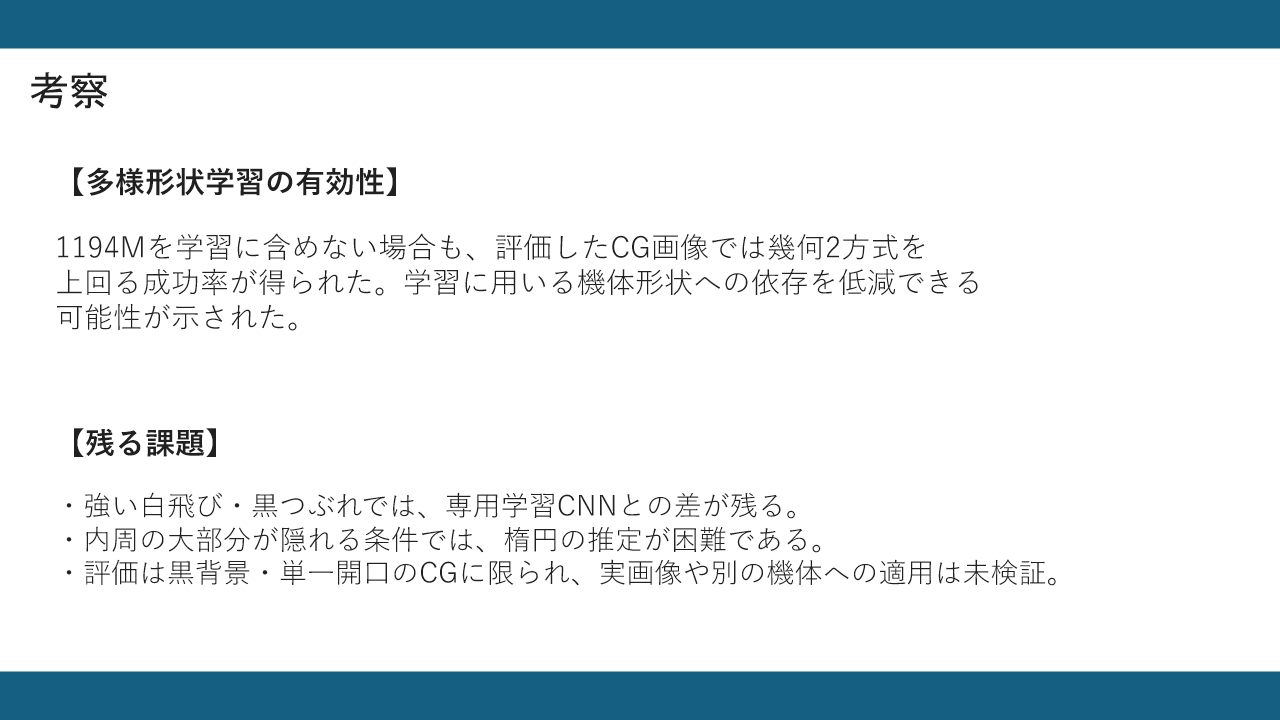 考察
【多様形状学習の有効性】
1194Mを学習に含めない場合も、評価したCG画像では幾何2方式を
上回る成功率が得られた。学習に用いる機体形状への依存を低減できる
可能性が示された。
【残る課題】
・強い白飛び・黒つぶれでは、専用学習CNNとの差が残る。
・内周の大部分が隠れる条件では、楕円の推定が困難である。
・評価は黒背景・単一開口のCGに限られ、実画像や別の機体への適用は未検証。